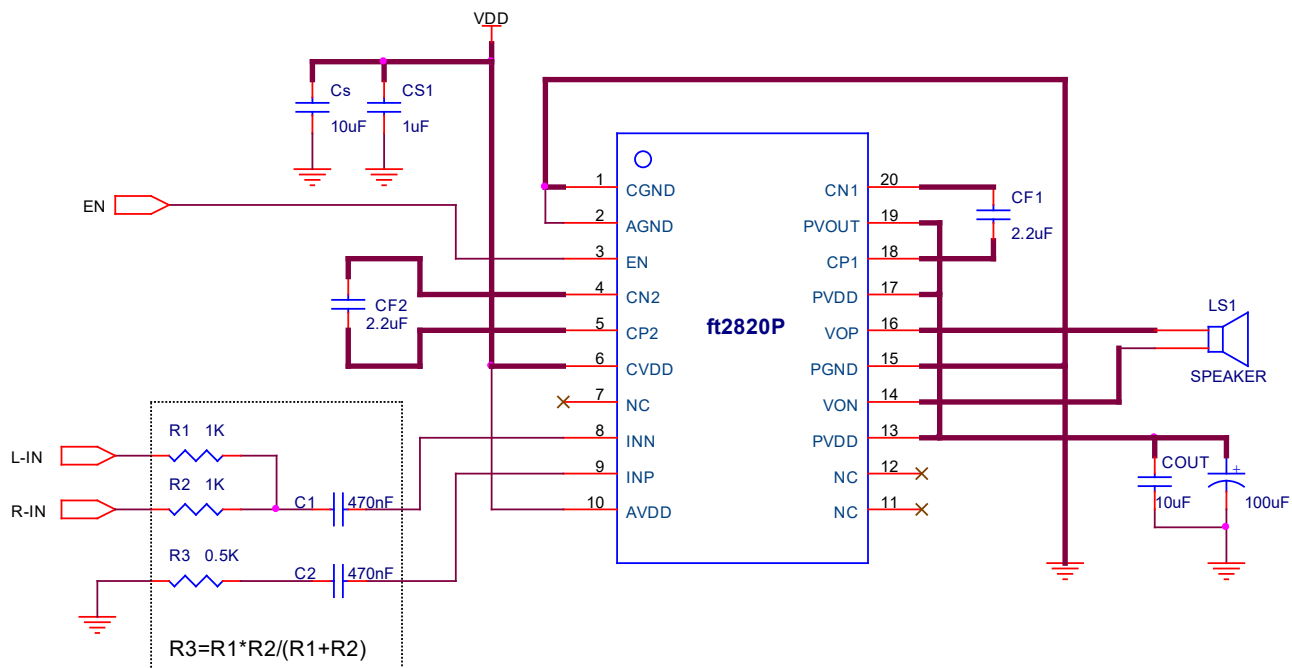 VDD
Cs
10uF
CS1
1uF
EN
CF2
2.2uF
1 CGND
2 AGND
3 EN
4 CN2
5 CP2
6 CVDD
7 NC
8 INN
9 INP
10 AVDD
ft2820P
CN1 20
PVOUT 19
CP1 18
PVDD 17
VOP 16
PGND 15
VON 14
PVDD 13
NC 12
NC 11
CF1
2.2uF
LS1
SPEAKER
COUT
10uF
+
100uF
L-IN
R1 1K
R-IN
R2 1K
C1 470nF
R3 0.5K
C2 470nF
R3=R1*R2/(R1+R2)